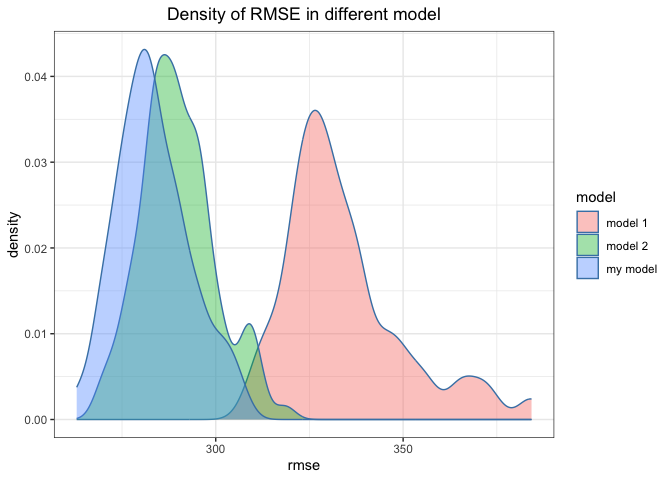 Density of RMSE in different model
0.04
0.03
0.02
0.01
0.00
density
300
350
rmse
model
model 1
model 2
my model